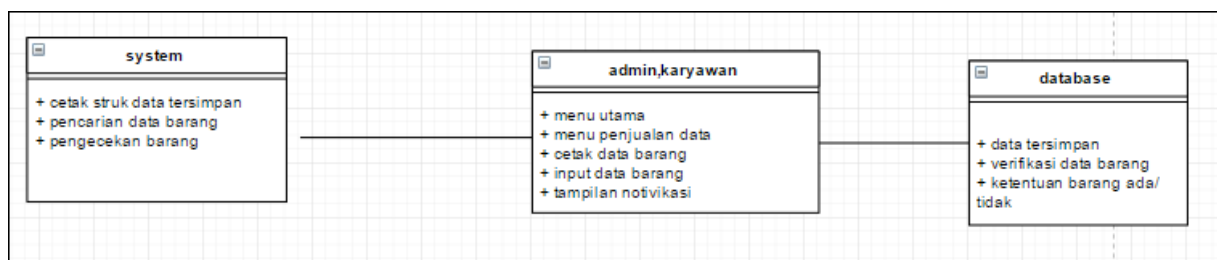 system
+ cetak struk data tersimpan
+ pencarian data barang
+ pengecekan barang
admin,karyawan
+ menu utama
+ menu penjualan data
+ cetak data barang
+ input data barang
+ tampilan notivikasi
database
+ data tersimpan
+ verifikasi data barang
+ ketentuan barang ada/
tidak